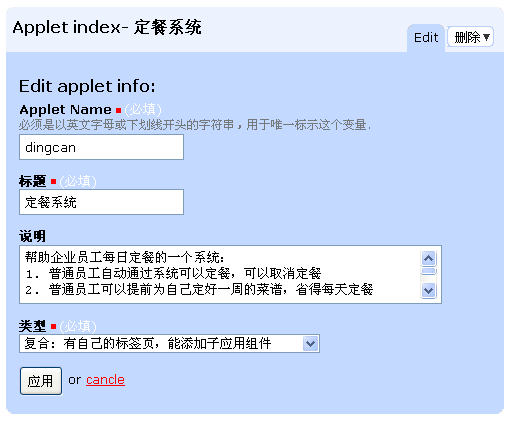 Applet index- 定餐系统
Edit
删除▼
Edit applet info:
Applet Name (必填)
必须是以英文字母或下划线开头的字符串，用于唯一标示这个变量.
dingcan
标题 (必填)
定餐系统
说明
帮助企业员工每日定餐的一个系统:
1. 普通员工自动通过系统可以定餐，可以取消定餐
2. 普通员工可以提前为自己定好一周的菜谱，省得每天定餐
类型 (必填)
复合: 有自己的标签页，能添加子应用组件
应用 or cancle